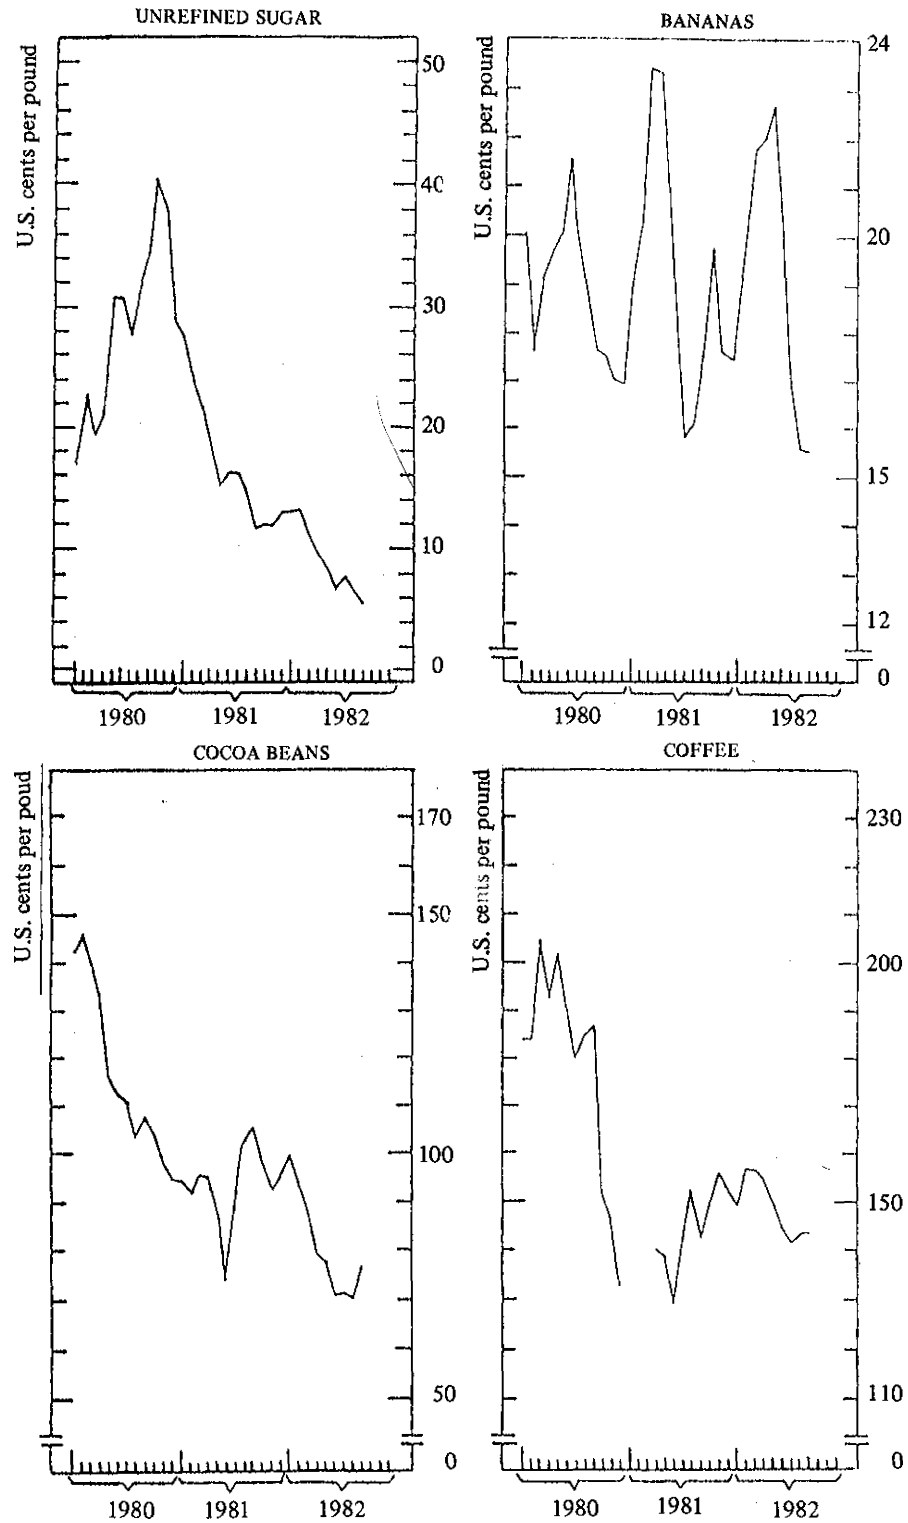 UNREFINED SUGAR
U.S. cents per pound
50
40
30
20
10
0
1980 1981 1982
BANANAS
U.S. cents per pound
24
20
15
12
0
1980 1981 1982
COCOA BEANS
U.S. cents per poud
170
150
100
50
0
1980 1981 1982
COFFEE
U.S. cents per pound
230
200
150
110
0
1980 1981 1982